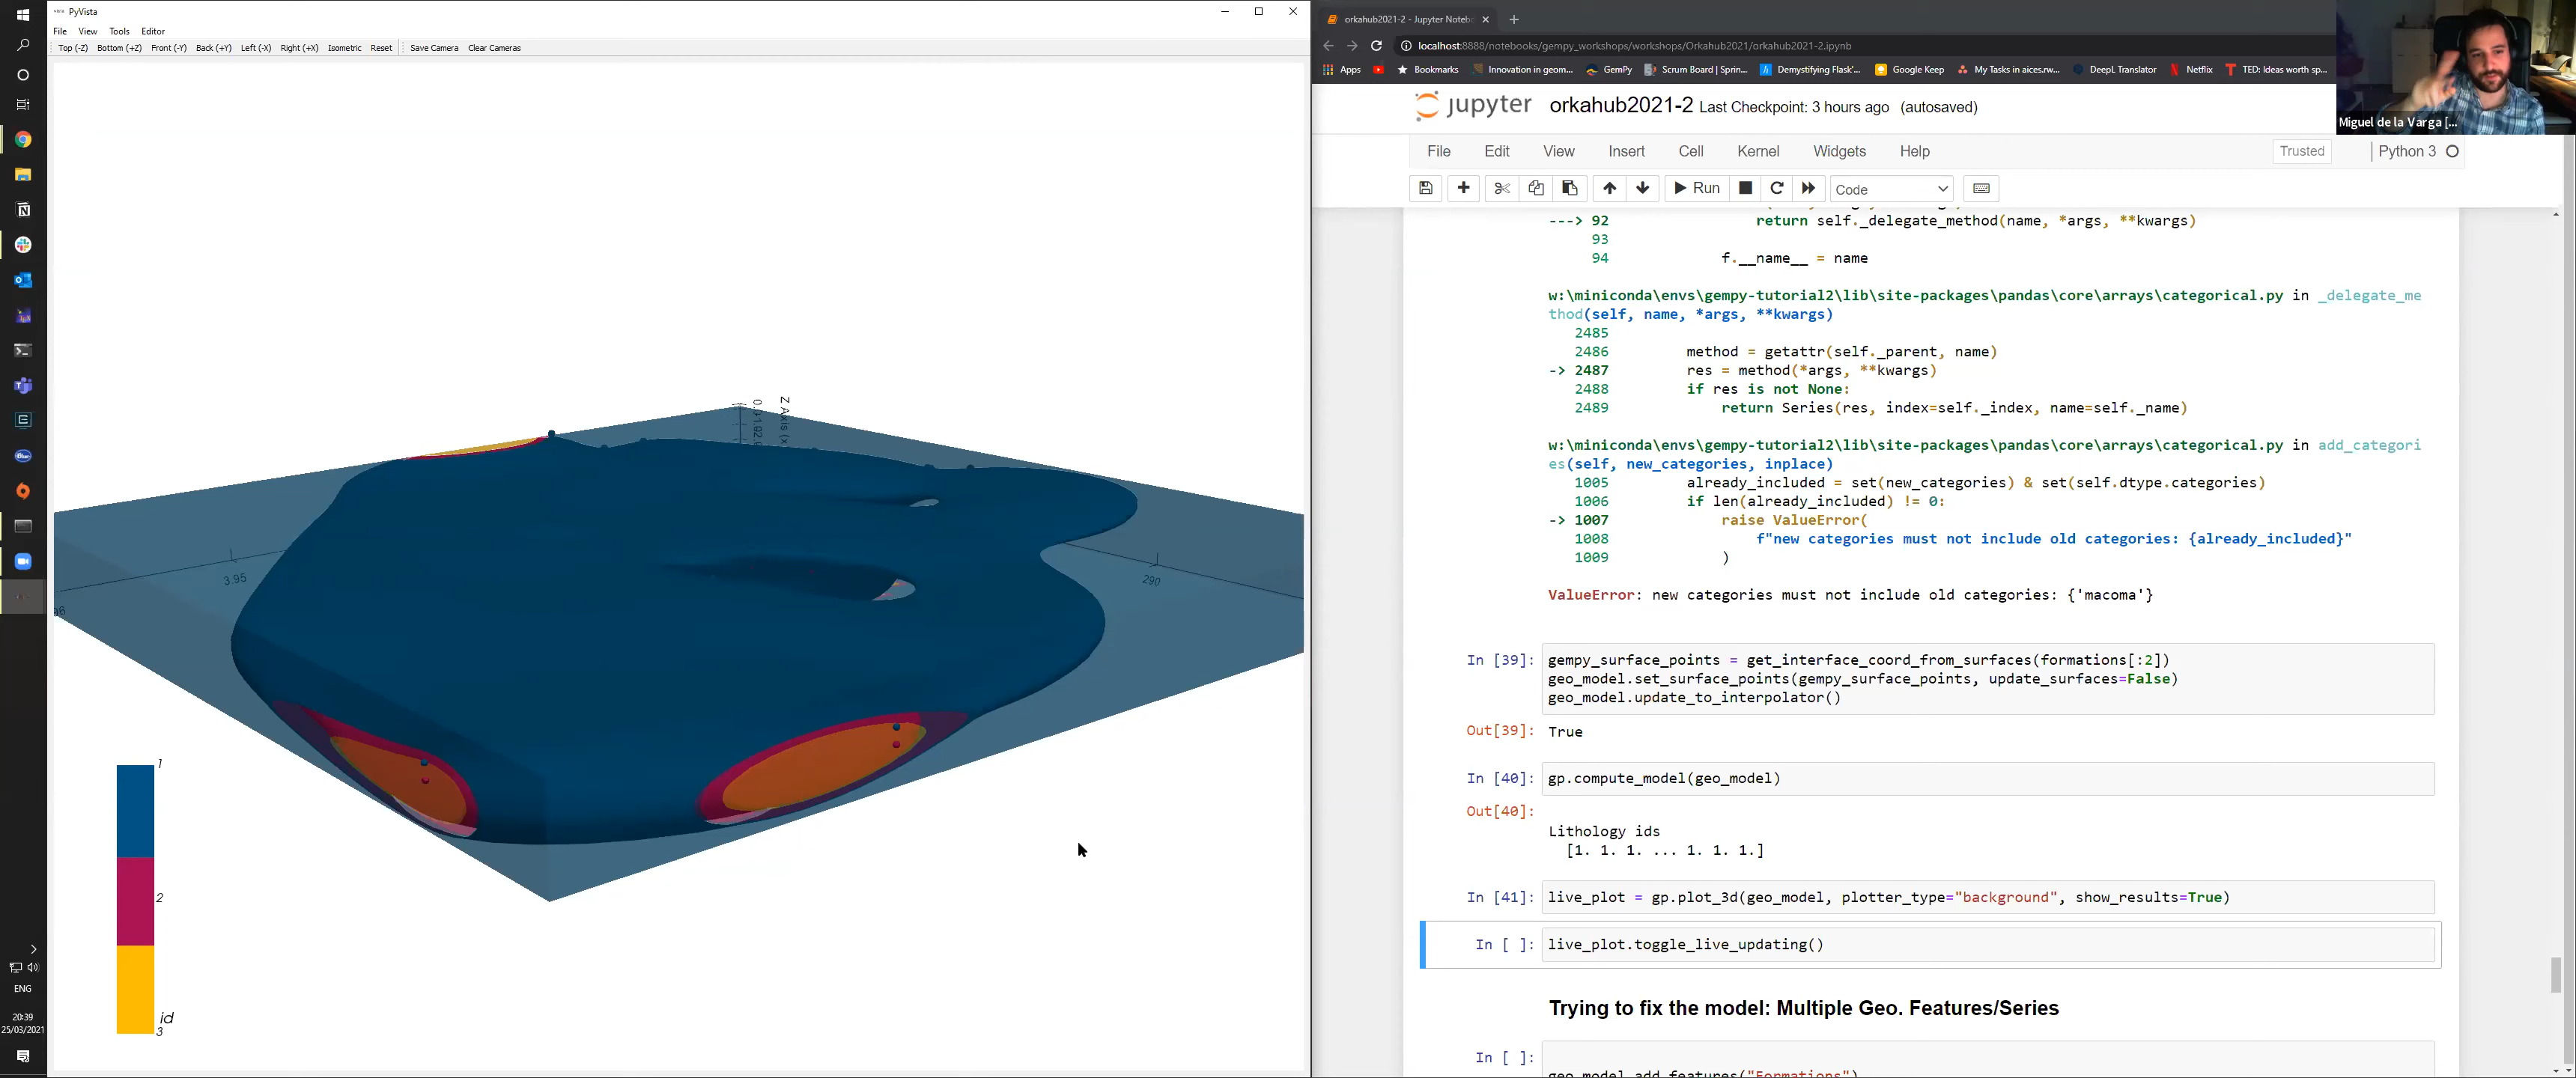 PyVista
File View Tools Editor
Top (-Z) Bottom (+Z) Front (-Y) Back (+Y) Left (-X) Right (+X) Isometric Reset Save Camera Clear Cameras
Z Axis (x
3.95
96
290
1
2
id
3
ENG
20:39
25/03/2021
orkahub2021-2 - Jupyter Noteb
localhost:8888/notebooks/gempy_workshops/workshops/Orkahub2021/orkahub2021-2.ipynb
Apps Bookmarks Innovation in geom... GemPy Scrum Board | Sprin... Demystifying Flask'... Google Keep My Tasks in aices.rw... DeepL Translator Netflix TED: Ideas worth sp...
Miguel de la Varga [...
jupyter orkahub2021-2 Last Checkpoint: 3 hours ago (autosaved)
File Edit View Insert Cell Kernel Widgets Help Trusted Python 3
Run Code
---> 92 return self._delegate_method(name, *args, **kwargs)
93
94 f.__name__ = name
w:\miniconda\envs\gempy-tutorial2\lib\site-packages\pandas\core\arrays\categorical.py in _delegate_me
thod(self, name, *args, **kwargs)
2485
2486 method = getattr(self._parent, name)
-> 2487 res = method(*args, **kwargs)
2488 if res is not None:
2489 return Series(res, index=self._index, name=self._name)
w:\miniconda\envs\gempy-tutorial2\lib\site-packages\pandas\core\arrays\categorical.py in add_categori
es(self, new_categories, inplace)
1005 already_included = set(new_categories) & set(self.dtype.categories)
1006 if len(already_included) != 0:
-> 1007 raise ValueError(
1008 f"new categories must not include old categories: {already_included}"
1009 )
ValueError: new categories must not include old categories: {'macoma'}
In [39]: gempy_surface_points = get_interface_coord_from_surfaces(formations[:2])
geo_model.set_surface_points(gempy_surface_points, update_surfaces=False)
geo_model.update_to_interpolator()
Out[39]: True
In [40]: gp.compute_model(geo_model)
Out[40]:
Lithology ids
[1. 1. 1. ... 1. 1. 1.]
In [41]: live_plot = gp.plot_3d(geo_model, plotter_type="background", show_results=True)
In [ ]: live_plot.toggle_live_updating()
Trying to fix the model: Multiple Geo. Features/Series
In [ ]:
geo_model.add_features("Formations")